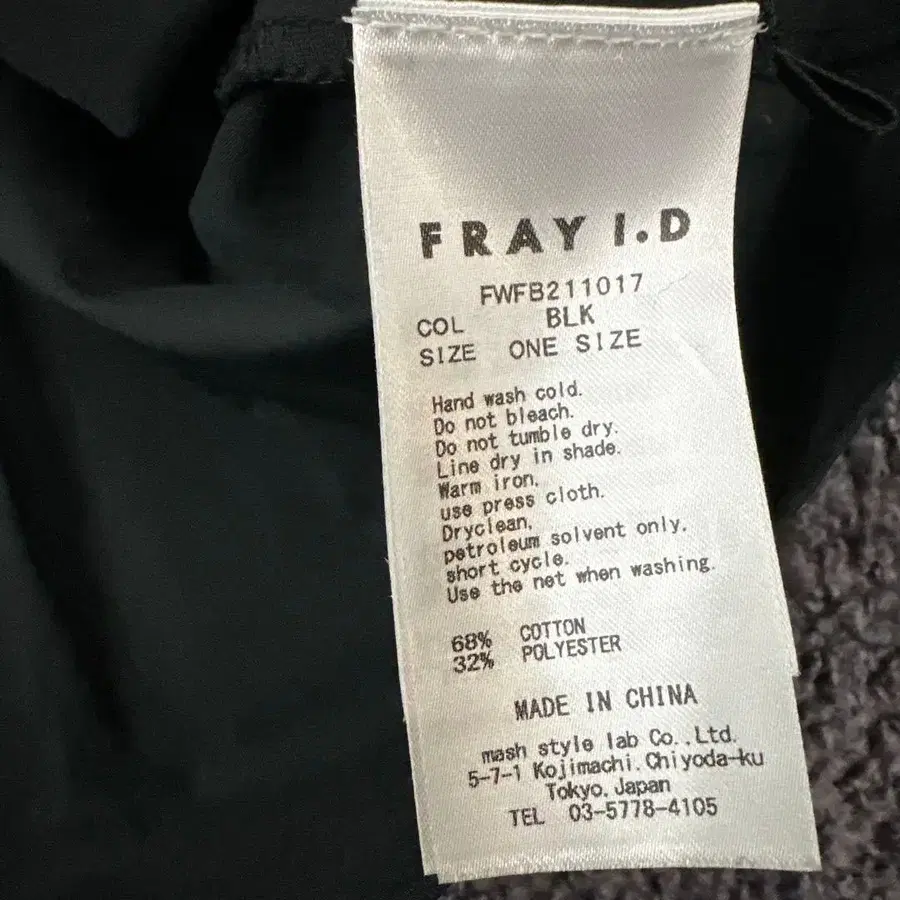 FRAY I.D
FWFB211017
COL BLK
SIZE ONE SIZE
Hand wash cold.
Do not bleach.
Do not tumble dry.
Line dry in shade.
Warm iron.
use press cloth.
Dryclean.
petroleum solvent only.
short cycle.
Use the net when washing.
68% COTTON
32% POLYESTER
MADE IN CHINA
mash style lab Co.,Ltd.
5-7-1 Kojimachi.Chiyoda-ku
Tokyo.Japan
TEL 03-5778-4105